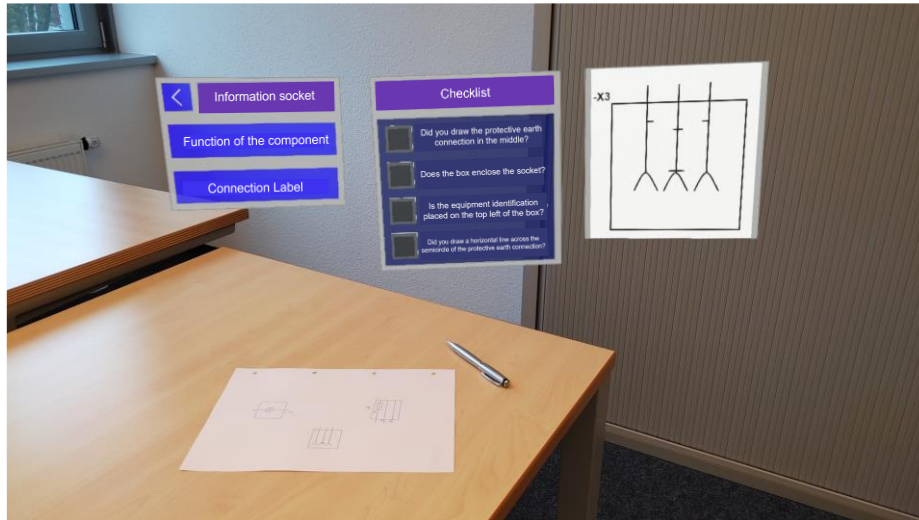 Information socket
Function of the component
Connection Label
Checklist
Did you draw the protective earth
connection in the middle?
Does the box enclose the socket?
Is the equipment identification
placed on the top left of the box?
Did you draw a horizontal line across the
semicircle of the protective earth connection?
-X3